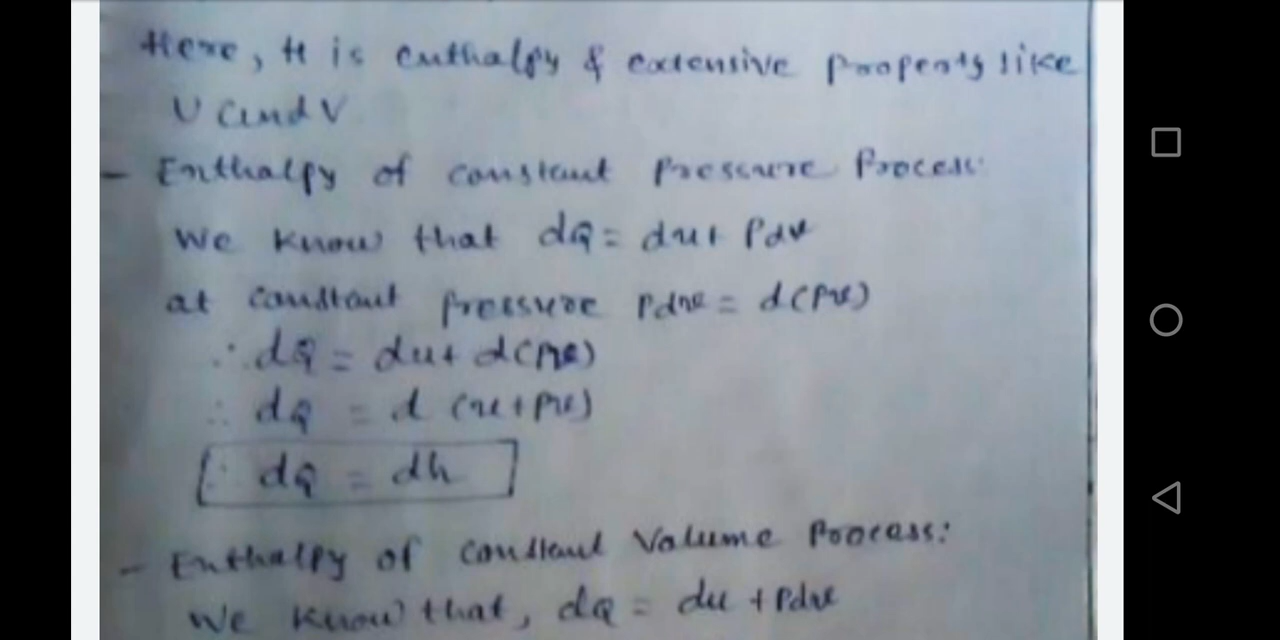 Here, H is enthalpy & extensive property like
U and V
- Enthalpy of constant Pressure Process:
We know that dQ = du + Pdv
at constant pressure Pdv = d(Pv)
∴ dQ = du + d(Pv)
∴ dQ = d (u + Pv)
∴ dQ = dh
- Enthalpy of constant Volume Process:
We know that, dQ = du + Pdv